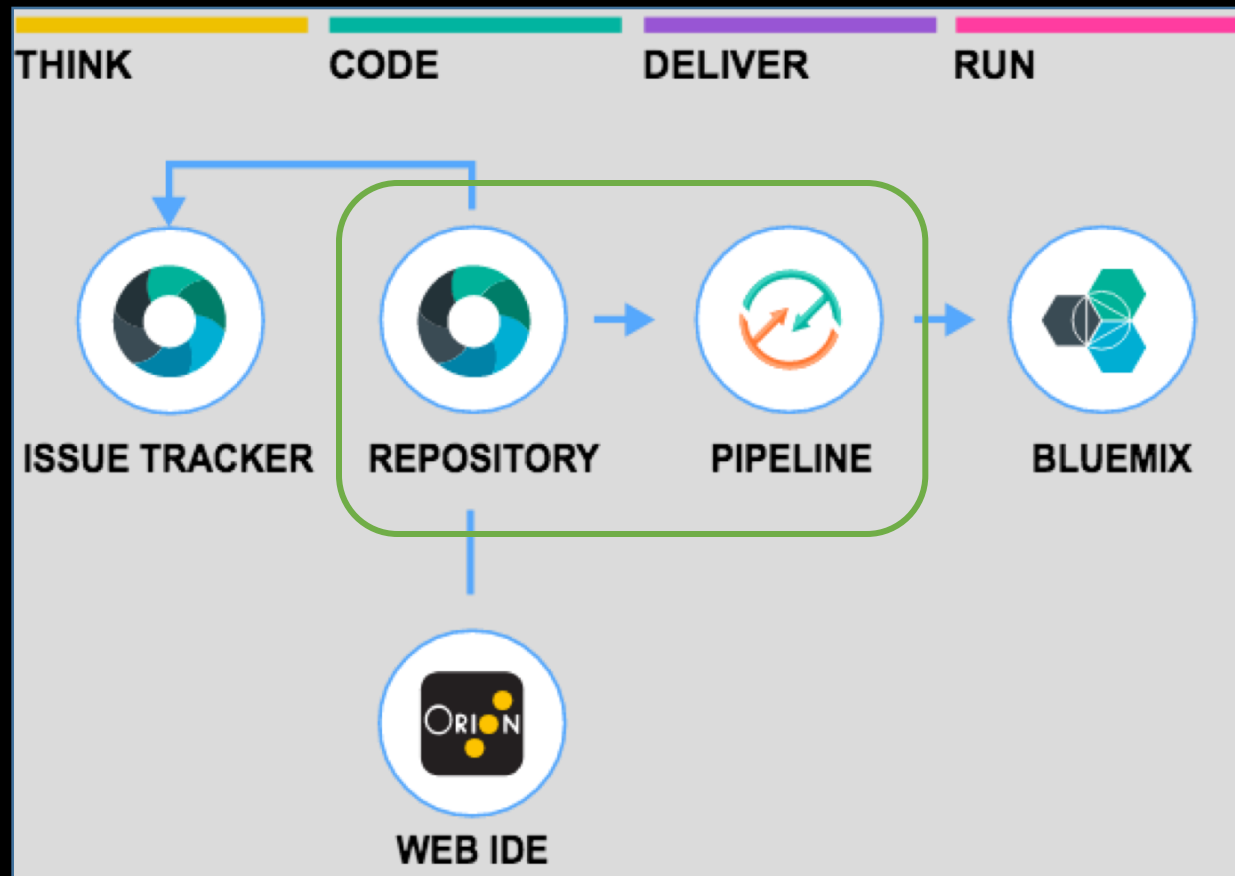 THINK
CODE
DELIVER
RUN
ISSUE TRACKER
REPOSITORY
PIPELINE
BLUEMIX
ORION
WEB IDE